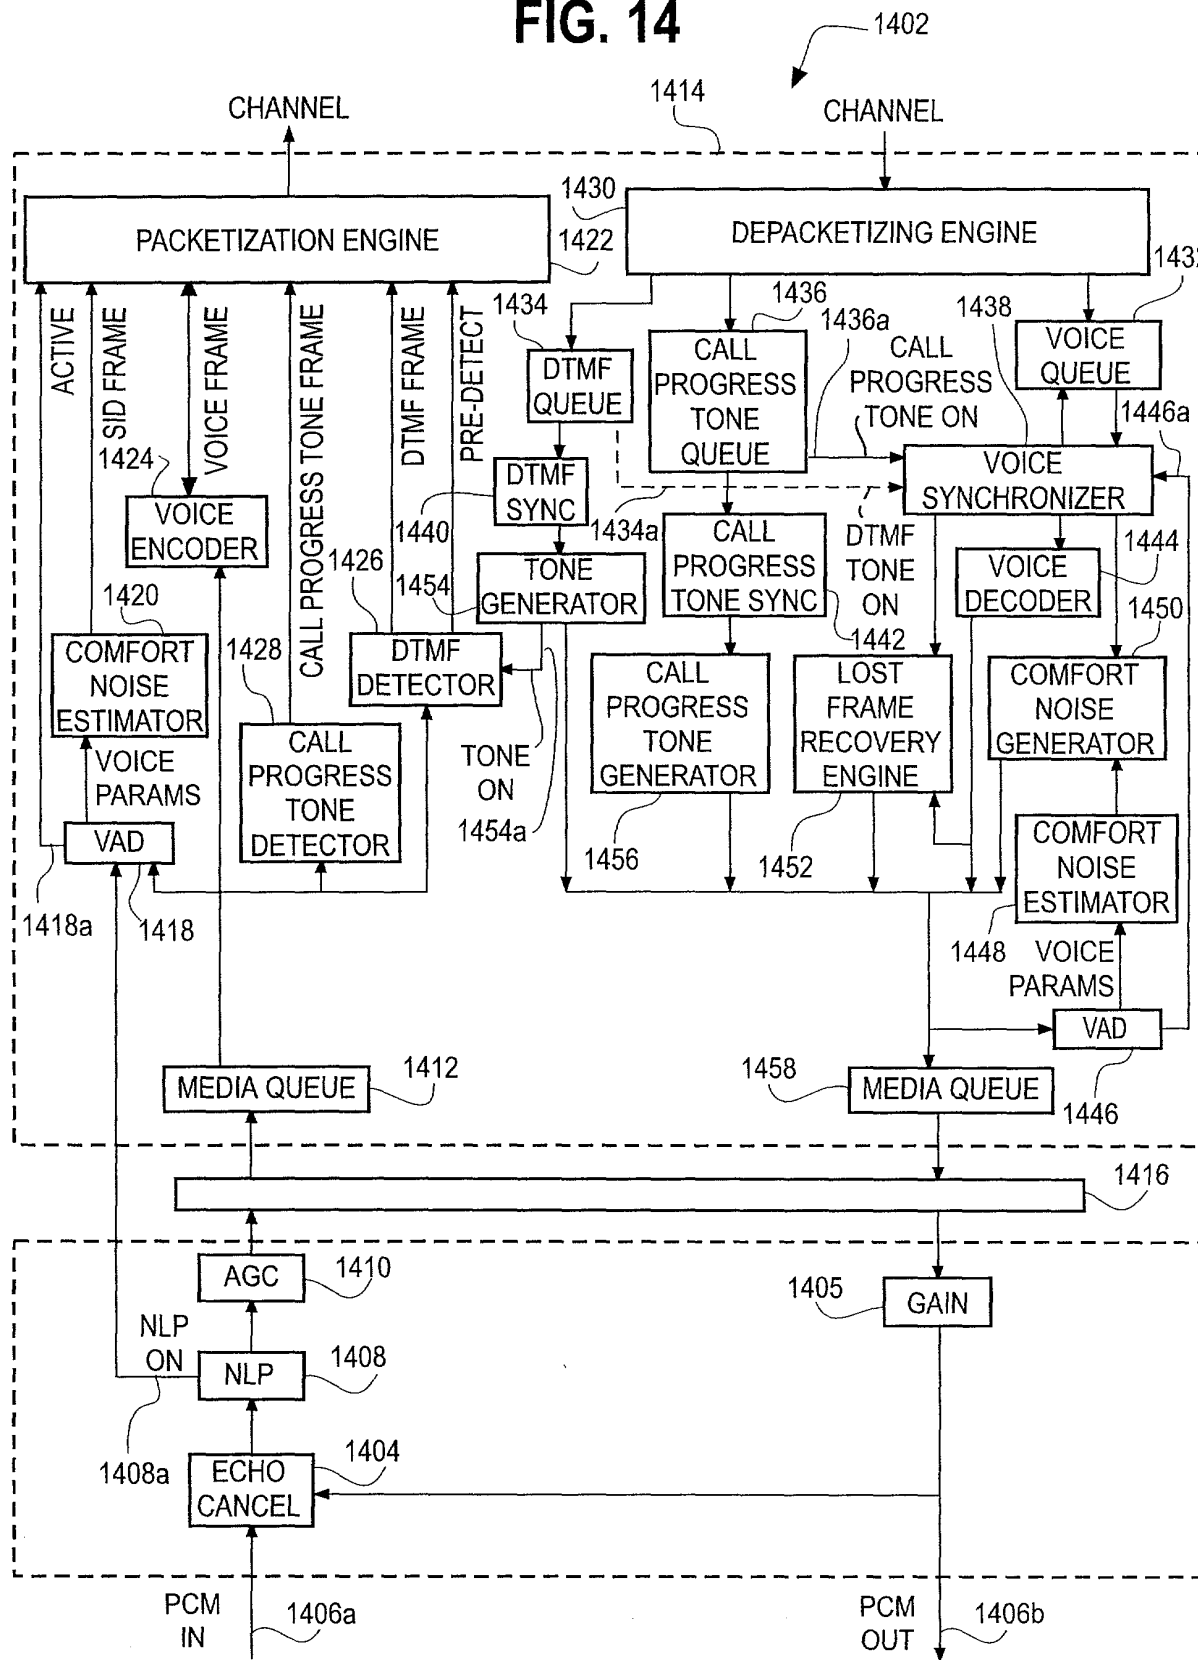 FIG. 14
1402
CHANNEL
1414
CHANNEL
PACKETIZATION ENGINE
1422
1430
DEPACKETIZING ENGINE
ACTIVE
SID FRAME
VOICE FRAME
CALL PROGRESS TONE FRAME
DTMF FRAME
PRE-DETECT
1434
DTMF
QUEUE
1436
1436a
CALL
PROGRESS
TONE
QUEUE
CALL
PROGRESS
TONE ON
1438
1432
VOICE
QUEUE
1446a
VOICE
SYNCHRONIZER
1424
VOICE
ENCODER
DTMF
SYNC
1440
1434a
DTMF
TONE
ON
CALL
PROGRESS
TONE SYNC
1442
1444
VOICE
DECODER
1426
1454
TONE
GENERATOR
1420
COMFORT
NOISE
ESTIMATOR
1428
DTMF
DETECTOR
CALL
PROGRESS
TONE
GENERATOR
LOST
FRAME
RECOVERY
ENGINE
1450
COMFORT
NOISE
GENERATOR
CALL
PROGRESS
TONE
DETECTOR
TONE
ON
1454a
VOICE
PARAMS
VAD
1418a
1418
1456
1452
COMFORT
NOISE
ESTIMATOR
1448
VOICE
PARAMS
VAD
1446
MEDIA QUEUE
1412
1458
MEDIA QUEUE
1416
AGC
1410
1405
GAIN
NLP
ON
NLP
1408
1408a
ECHO
CANCEL
1404
PCM
IN
1406a
PCM
OUT
1406b